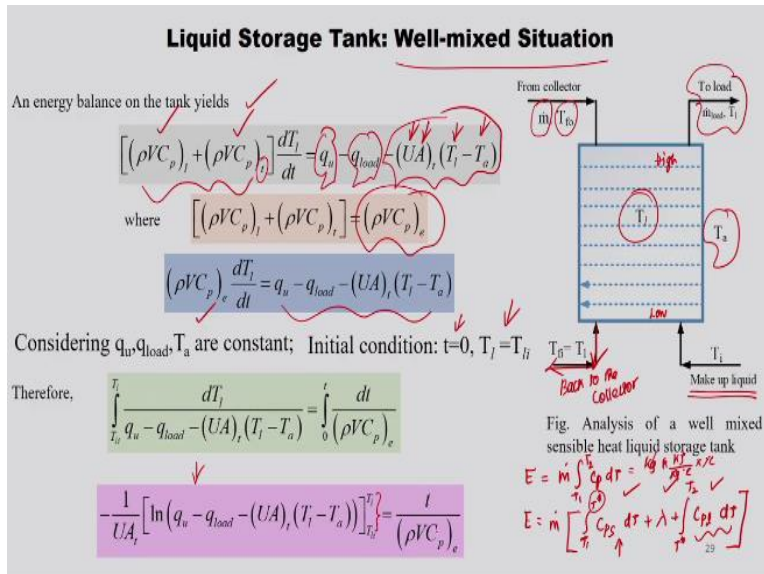 Liquid Storage Tank: Well-mixed Situation
An energy balance on the tank yields
[(ρVC_p)_l + (ρVC_p)_t] dT_l/dt = q_u − q_load − (UA)_t (T_l − T_a)
where [(ρVC_p)_l + (ρVC_p)_t] = (ρVC_p)_e
(ρVC_p)_e dT_l/dt = q_u − q_load − (UA)_t (T_l − T_a)
Considering q_u,q_load,T_a are constant; Initial condition: t=0, T_l =T_li
Therefore,
∫_{T_li}^{T_l} dT_l / (q_u − q_load − (UA)_t (T_l − T_a)) = ∫_0^t dt / (ρVC_p)_e
− 1/UA_t [ln(q_u − q_load − (UA)_t (T_l − T_a))]_{T_li}^{T_l} = t / (ρVC_p)_e
From collector
To load
ṁ T_fo
ṁ_load, T_l
high
T_l
T_a
Low
T_fi= T_l
T_i
Back to the collector
Make up liquid
Fig. Analysis of a well mixed
sensible heat liquid storage tank
E = ṁ ∫_{T_1}^{T_2} C_p dT = kg × kJ/kg °C × °C
E = ṁ [∫_{T_1}^{T*} C_ps dT + λ + ∫_{T*}^{T_2} C_pl dT]
29